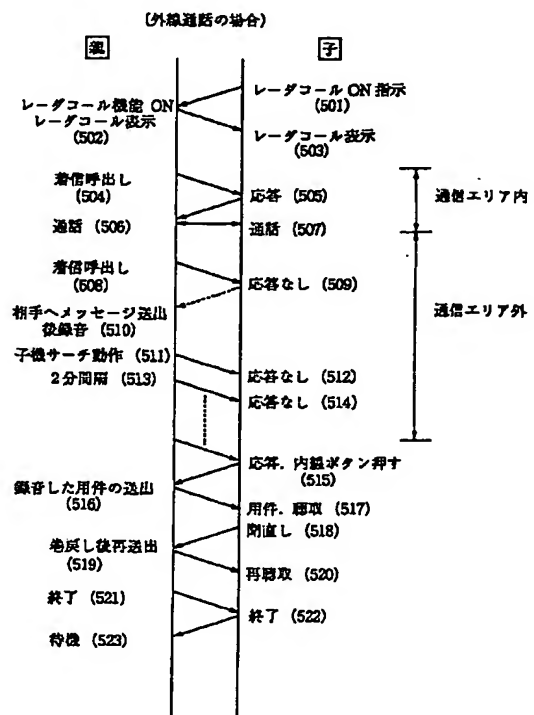 (外線通話の場合)
親
子
レーダコール ON 指示
(501)
レーダコール機能 ON
レーダコール表示
(502)
レーダコール表示
(503)
着信呼出し
(504)
応答 (505)
通信エリア内
通話 (506)
通話 (507)
着信呼出し
(508)
応答なし (509)
相手へメッセージ送出
後録音 (510)
通信エリア外
子機サーチ動作 (511)
2分間隔 (513)
応答なし (512)
応答なし (514)
応答.内線ボタン押す
(515)
録音した用件の送出
(516)
用件.聴取 (517)
聞直し (518)
巻戻し後再送出
(519)
再聴取 (520)
終了 (521)
終了 (522)
待機 (523)